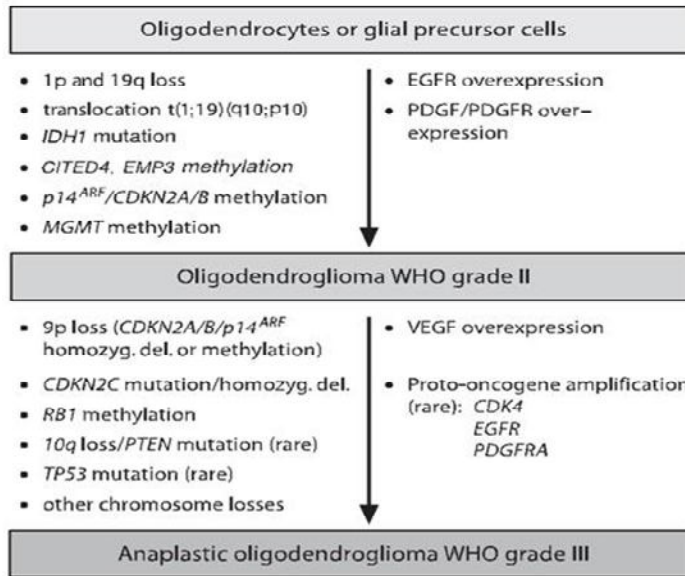 Oligodendrocytes or glial precursor cells
• 1p and 19q loss
• translocation t(1;19)(q10;p10)
• IDH1 mutation
• CITED4, EMP3 methylation
• p14ARF/CDKN2A/B methylation
• MGMT methylation
• EGFR overexpression
• PDGF/PDGFR over–
expression
Oligodendroglioma WHO grade II
• 9p loss (CDKN2A/B/p14ARF
homozyg. del. or methylation)
• CDKN2C mutation/homozyg. del.
• RB1 methylation
• 10q loss/PTEN mutation (rare)
• TP53 mutation (rare)
• other chromosome losses
• VEGF overexpression
• Proto-oncogene amplification
(rare): CDK4
EGFR
PDGFRA
Anaplastic oligodendroglioma WHO grade III